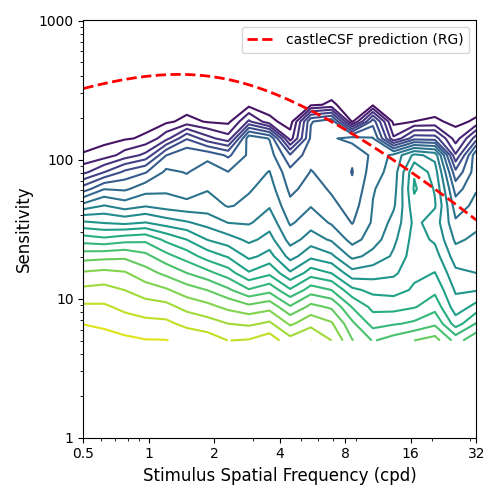 1000
castleCSF prediction (RG)
100
Sensitivity
10
1
0.5 1 2 4 8 16 32
Stimulus Spatial Frequency (cpd)